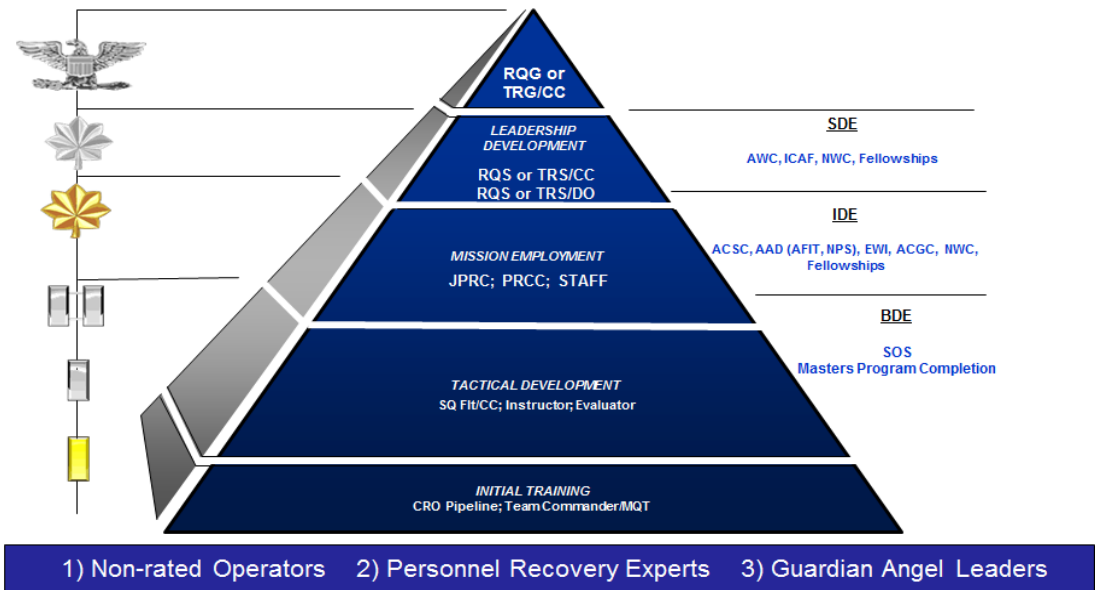 RQG or
TRG/CC
LEADERSHIP
DEVELOPMENT
RQS or TRS/CC
RQS or TRS/DO
MISSION EMPLOYMENT
JPRC; PRCC; STAFF
TACTICAL DEVELOPMENT
SQ Flt/CC; Instructor; Evaluator
INITIAL TRAINING
CRO Pipeline; Team Commander/MQT
SDE
AWC, ICAF, NWC, Fellowships
IDE
ACSC, AAD (AFIT, NPS), EWI, ACGC, NWC,
Fellowships
BDE
SOS
Masters Program Completion
1) Non-rated Operators 2) Personnel Recovery Experts 3) Guardian Angel Leaders